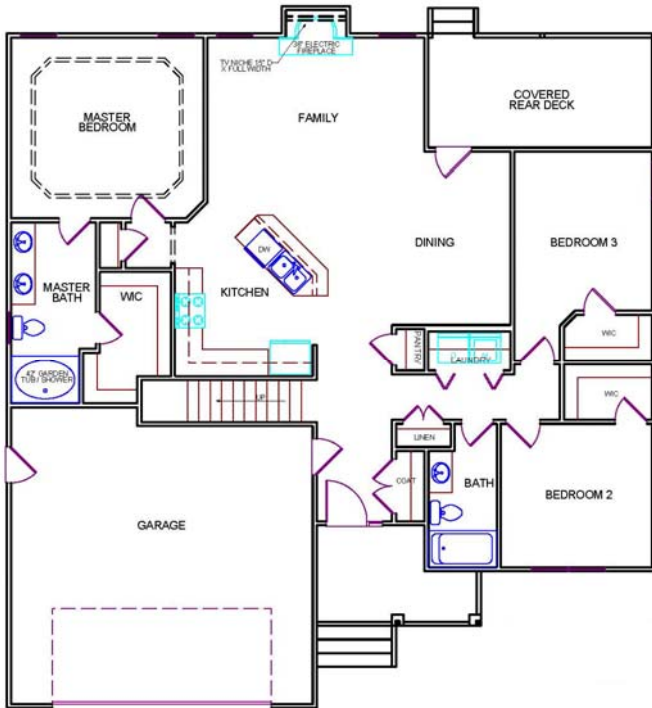 36" ELECTRIC
FIREPLACE
TV NICHE 15" D
X FULL WIDTH
MASTER
BEDROOM
FAMILY
COVERED
REAR DECK
DW
DINING
BEDROOM 3
MASTER
BATH
WIC
KITCHEN
WIC
PANTRY
LAUNDRY
42' GARDEN
TUB / SHOWER
UP
WIC
LINEN
COAT
BATH
BEDROOM 2
GARAGE